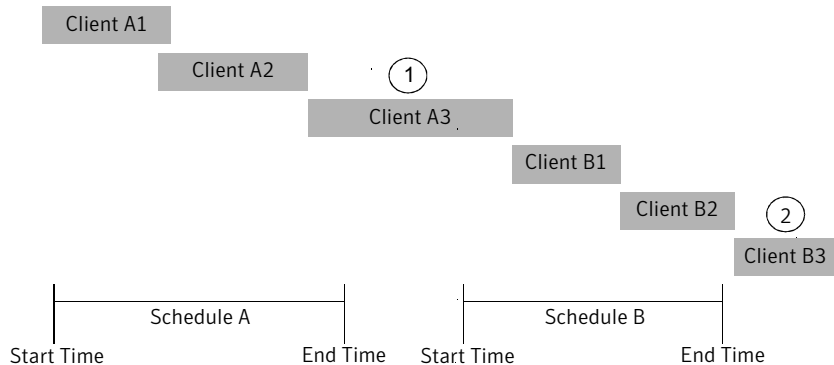 Client A1
Client A2
1
Client A3
Client B1
Client B2
2
Client B3
Schedule A
Schedule B
Start Time
End Time
Start Time
End Time